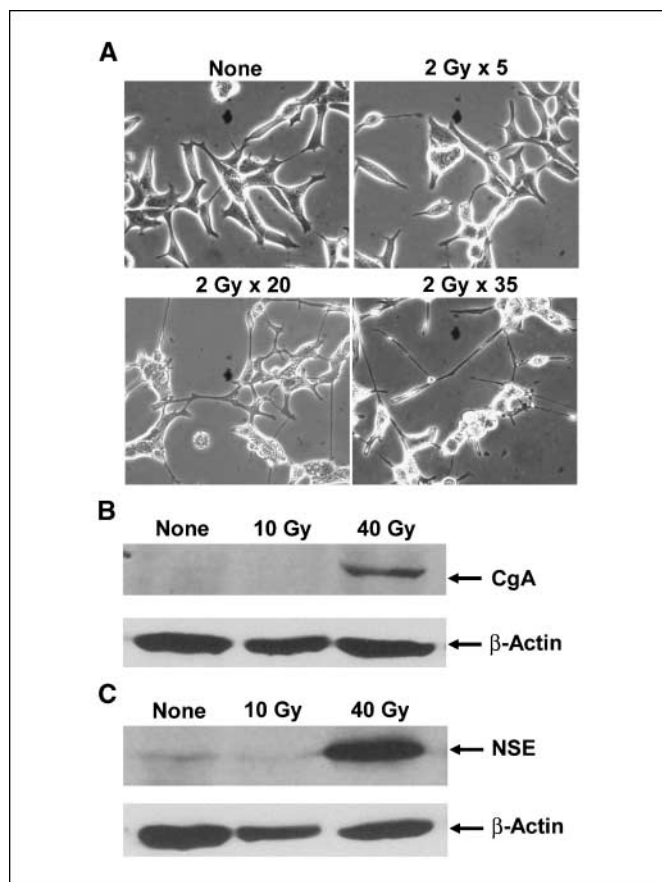 A
None 2 Gy x 5
2 Gy x 20 2 Gy x 35
B
None 10 Gy 40 Gy
CgA
β-Actin
C
None 10 Gy 40 Gy
NSE
β-Actin